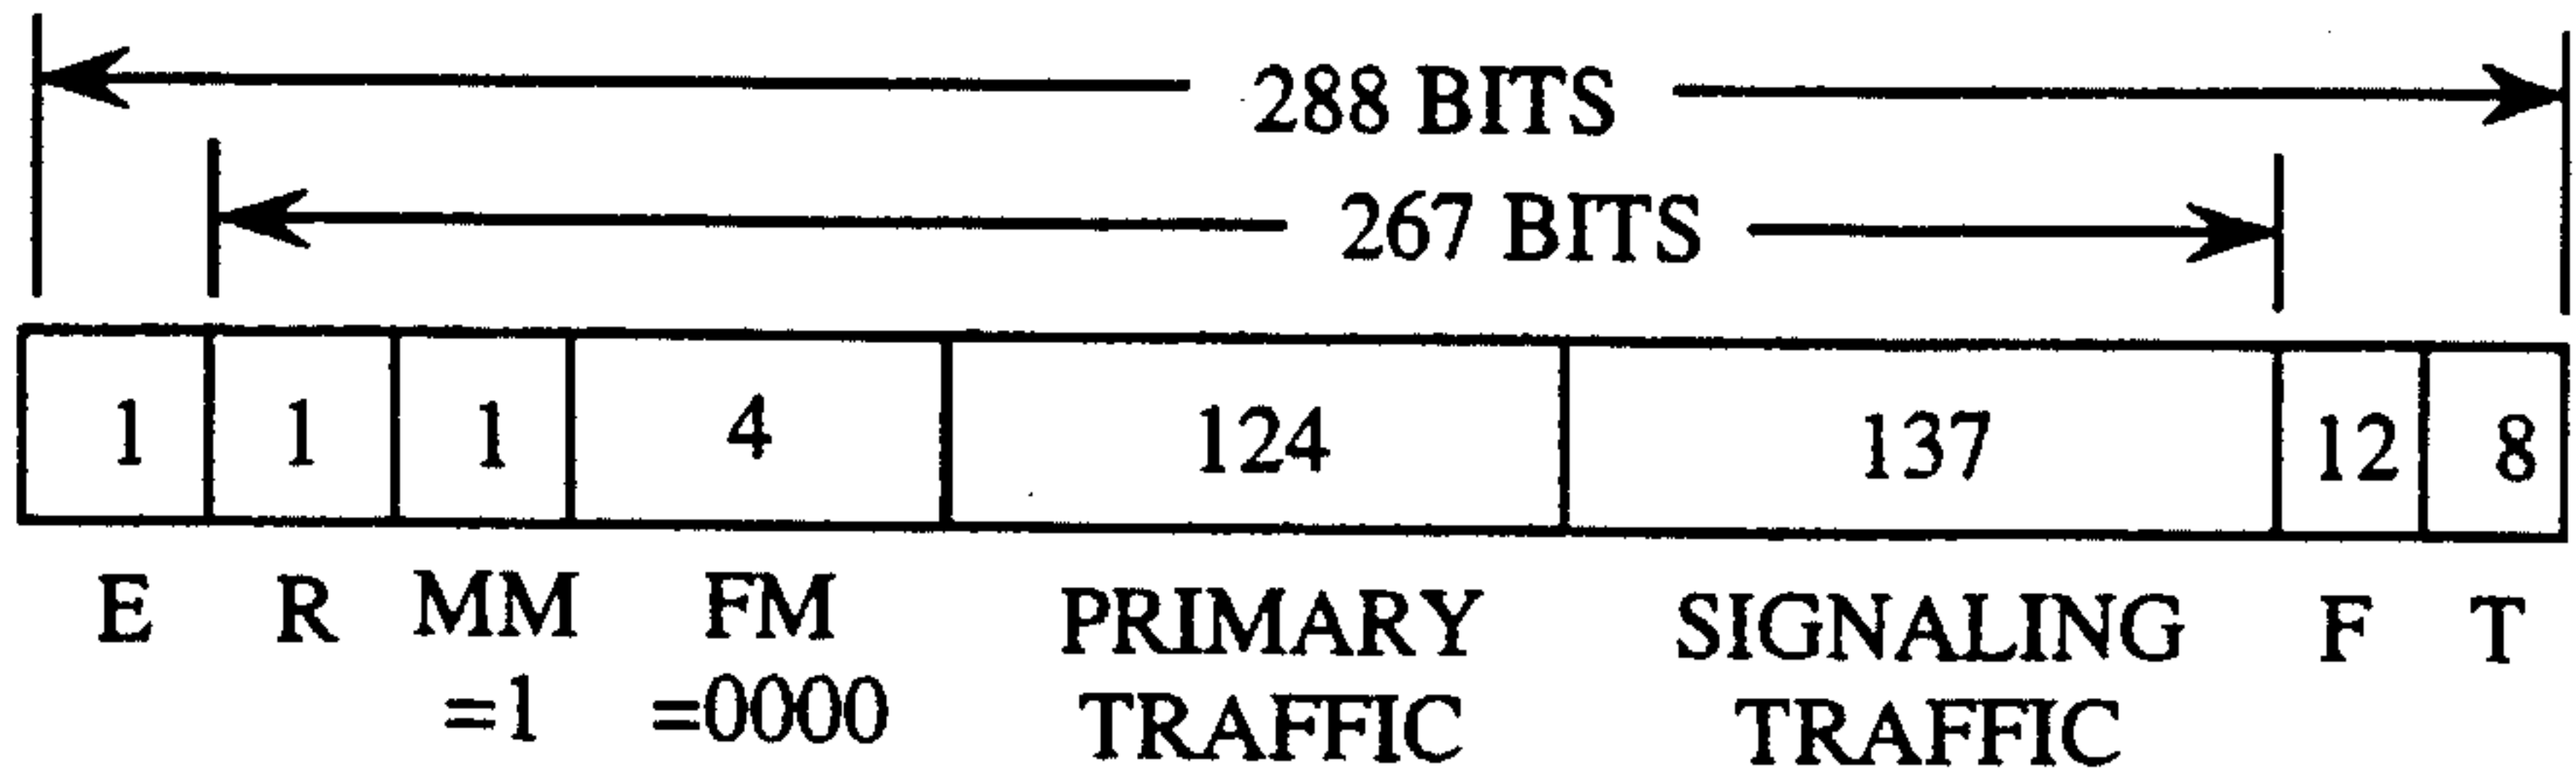 288 BITS
267 BITS
1 1 1 4 124 137 12 8
E R MM FM PRIMARY SIGNALING F T
=1 =0000 TRAFFIC TRAFFIC